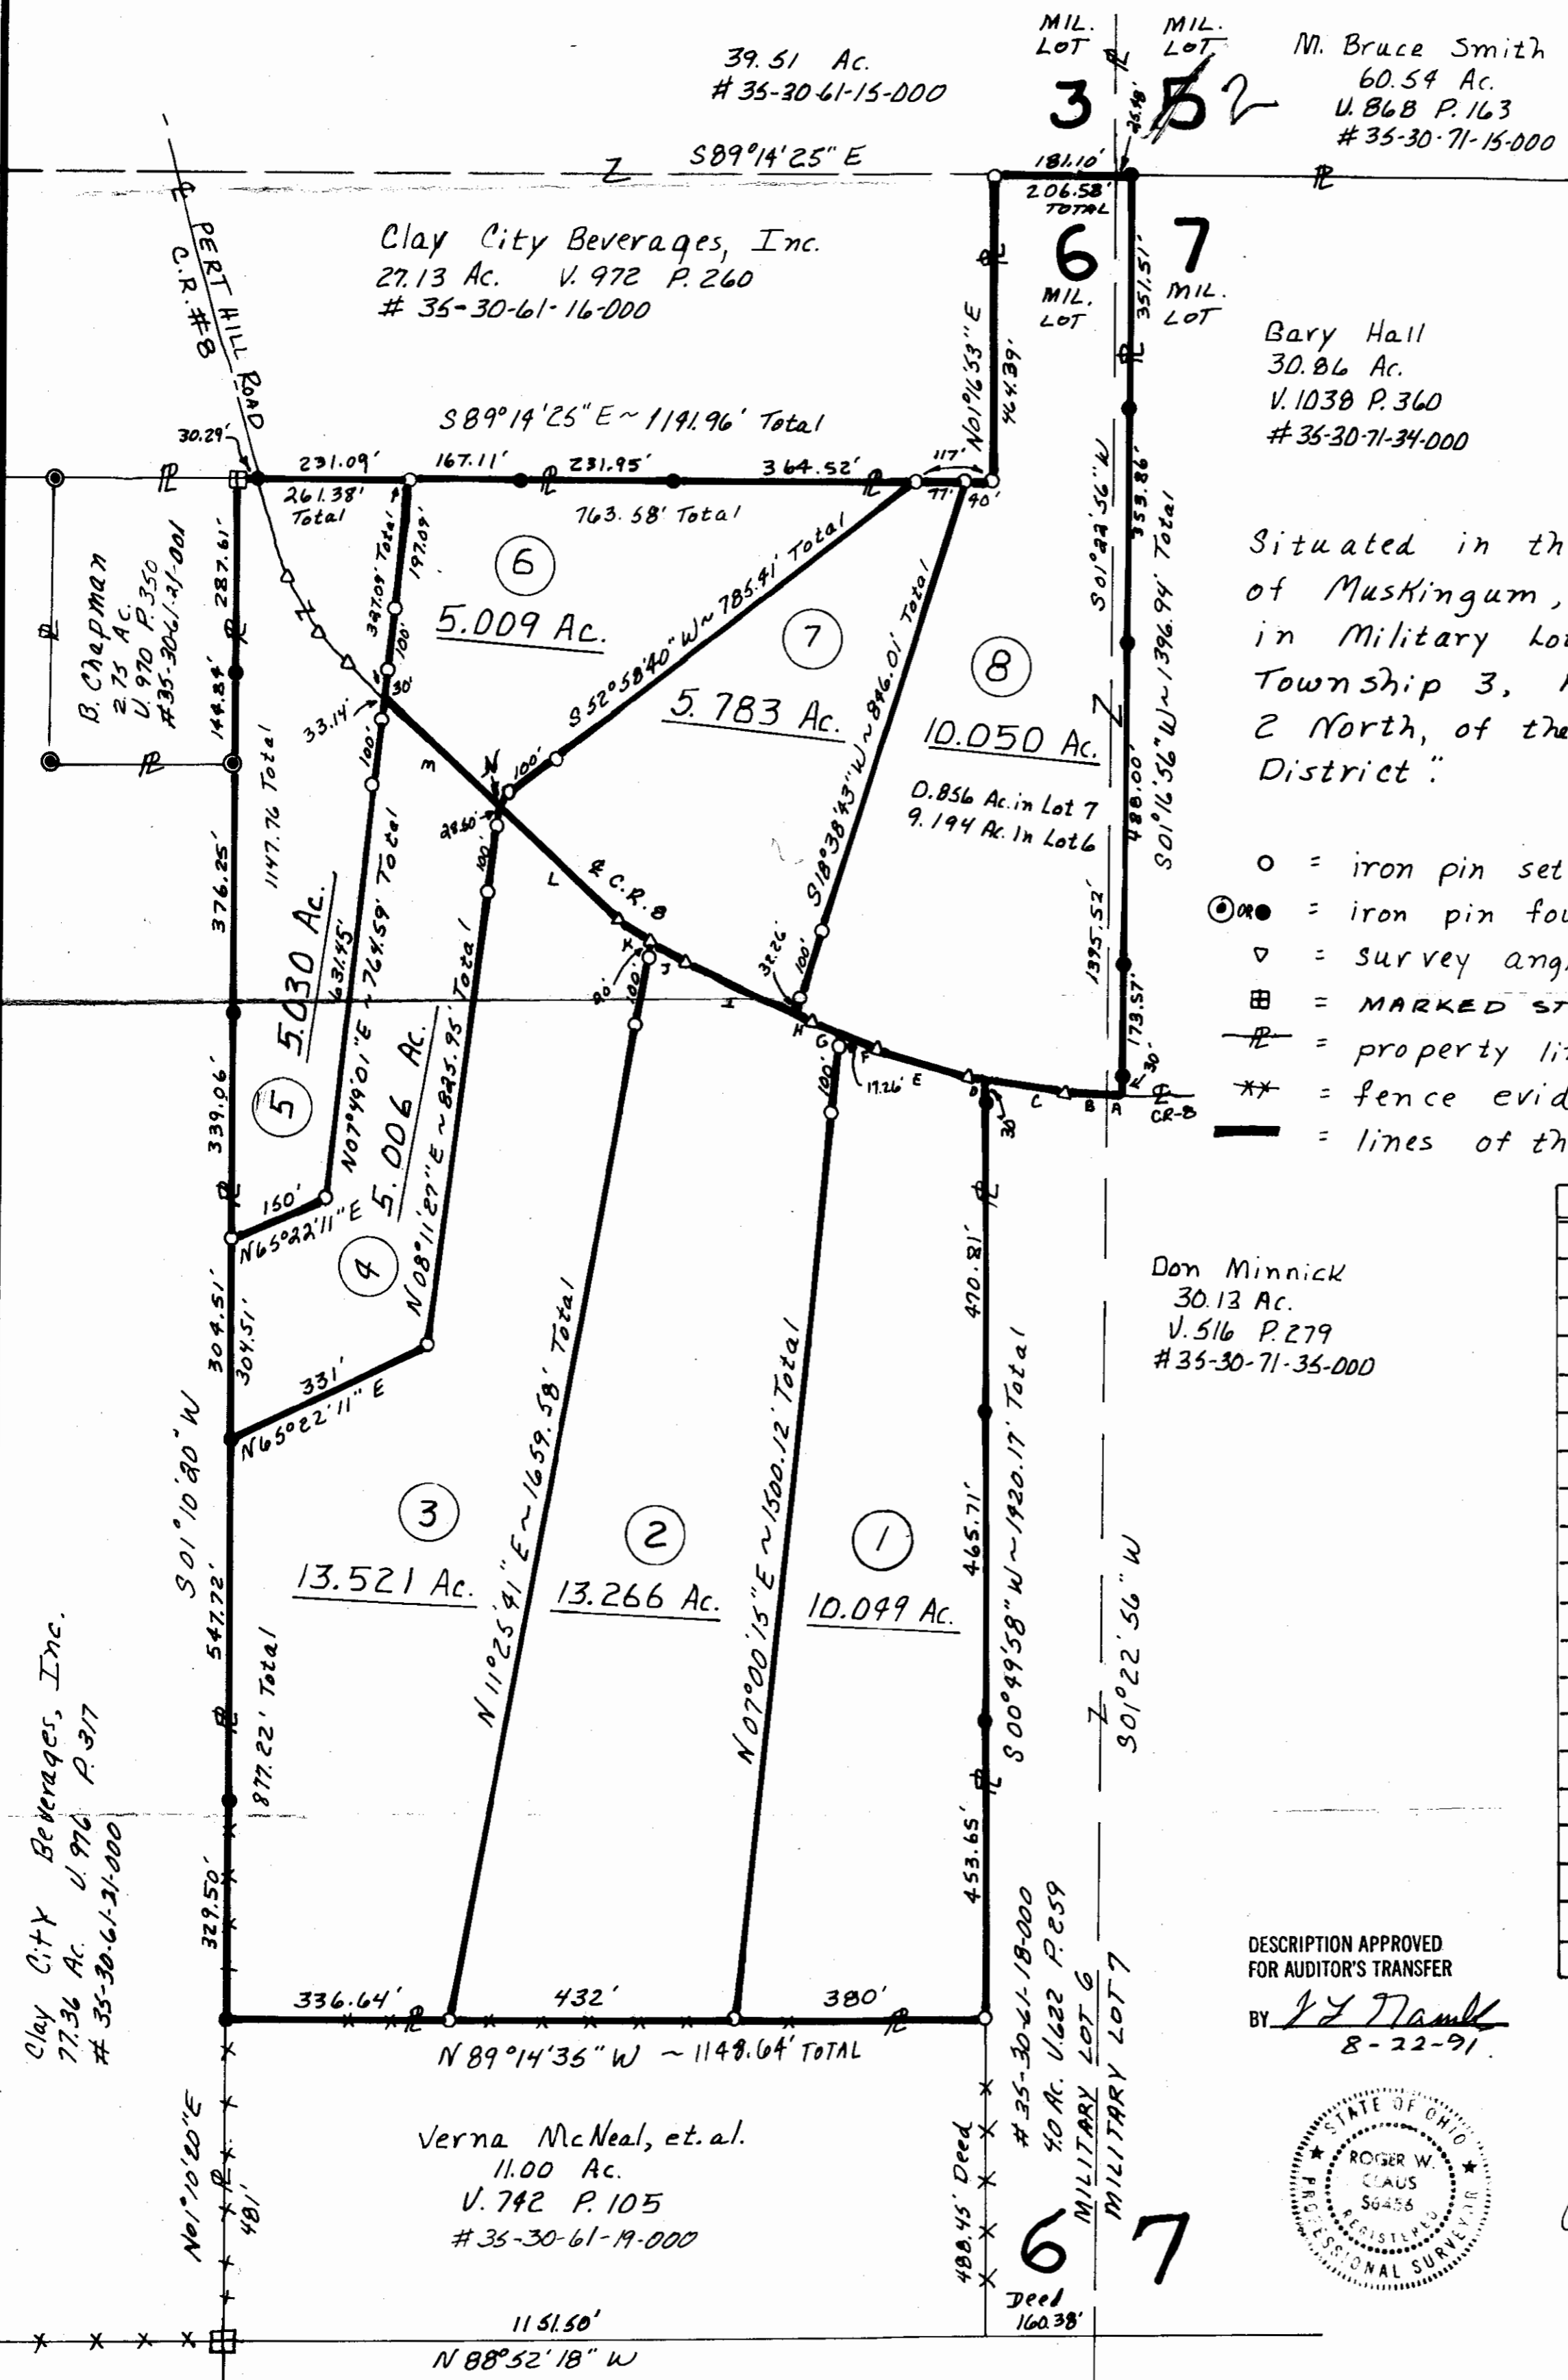 39.51 Ac.
# 35-30-61-15-000
MIL.
LOT
3
MIL.
LOT
5 2
M. Bruce Smith
60.54 Ac.
V. 868 P. 163
# 35-30-71-15-000
S89°14'25" E
181.10'
206.58'
TOTAL
25.48'
PERT HILL ROAD
C.R. #8
Clay City Beverages, Inc.
27.13 Ac. V. 972 P. 260
# 35-30-61-16-000
6
MIL.
LOT
7
MIL.
LOT
351.51'
N01°16'53" E
464.39'
Gary Hall
30.86 Ac.
V. 1038 P. 360
# 35-30-71-34-000
S89°14'25" E ~ 1141.96' Total
30.29'
231.09'
167.11'
231.95'
364.52'
117'
77'
40'
261.38'
Total
763.58' Total
B. Chapman
2.75 Ac.
V. 970 P. 350
#35-30-61-21-001
287.61'
144.84'
1147.76 Total
327.09' Total
197.09'
100'
30'
33.14'
100'
6
5.009 Ac.
S 52°58'40" W ~ 785.41' Total
100'
7
5.783 Ac.
8
10.050 Ac.
0.856 Ac. in Lot 7
9.194 Ac. In Lot 6
S18°38'43" W ~ 846.01' Total
100'
32.26'
S01°22'56" W
353.86'
S01°16'56" W ~ 1396.94' Total
488.00'
1395.52'
173.57'
30'
Situated in th
of Muskingum,
in Military Lo
Township 3,
2 North, of the
District".
O = iron pin set
OR = iron pin fou
= survey ang
= MARKED ST
PL = property li
= fence evid
= lines of th
M
N
28.60'
100'
L
C.R. 8
K
J
I
H
G
F
E
D
C
B
A
CR-8
20'
100'
100'
17.26'
30'
376.25'
339.06'
5
5.030 Ac.
631.45'
N07°49'01" E ~ 764.59' Total
150'
N65°22'11" E
4
5.006 Ac.
N08°11'27" E ~ 825.95' Total
304.51'
304.51'
331'
N65°22'11" E
S01°10'20" W
470.81'
Don Minnick
30.13 Ac.
V. 516 P. 279
# 35-30-71-35-000
3
13.521 Ac.
N 11°25'41" E ~ 1659.58' Total
2
13.266 Ac.
N07°00'15" E ~ 1500.12' Total
1
10.049 Ac.
465.71'
S00°49'58" W ~ 1420.17' Total
S01°22'56" W
547.72'
877.22' Total
329.50'
453.65'
Clay City Beverages, Inc.
77.36 Ac. V. 976 P. 317
# 35-30-61-21-000
336.64'
432'
380'
N 89°14'35" W ~ 1148.64' TOTAL
# 35-30-61-18-000
40 Ac. V. 622 P. 259
MILITARY LOT 6
MILITARY LOT 7
DESCRIPTION APPROVED
FOR AUDITOR'S TRANSFER
BY
8-22-91
Verna McNeal, et. al.
11.00 Ac.
V. 742 P. 105
# 35-30-61-19-000
N01°10'20" E
481'
488.45' Deed
6
7
Deed
160.38'
STATE OF OHIO
ROGER W.
CLAUS
S6456
REGISTERED
PROFESSIONAL SURVEYOR
1151.50'
N 88°52'18" W